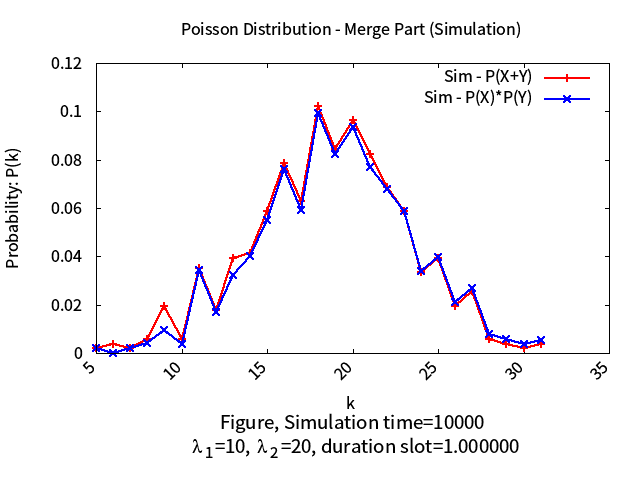 Poisson Distribution - Merge Part (Simulation)
0.12
0.1
0.08
0.06
0.04
0.02
0
Probability: P(k)
Sim - P(X+Y)
Sim - P(X)*P(Y)
5
10
15
20
25
30
35
k
Figure, Simulation time=10000
λ₁=10, λ₂=20, duration slot=1.000000